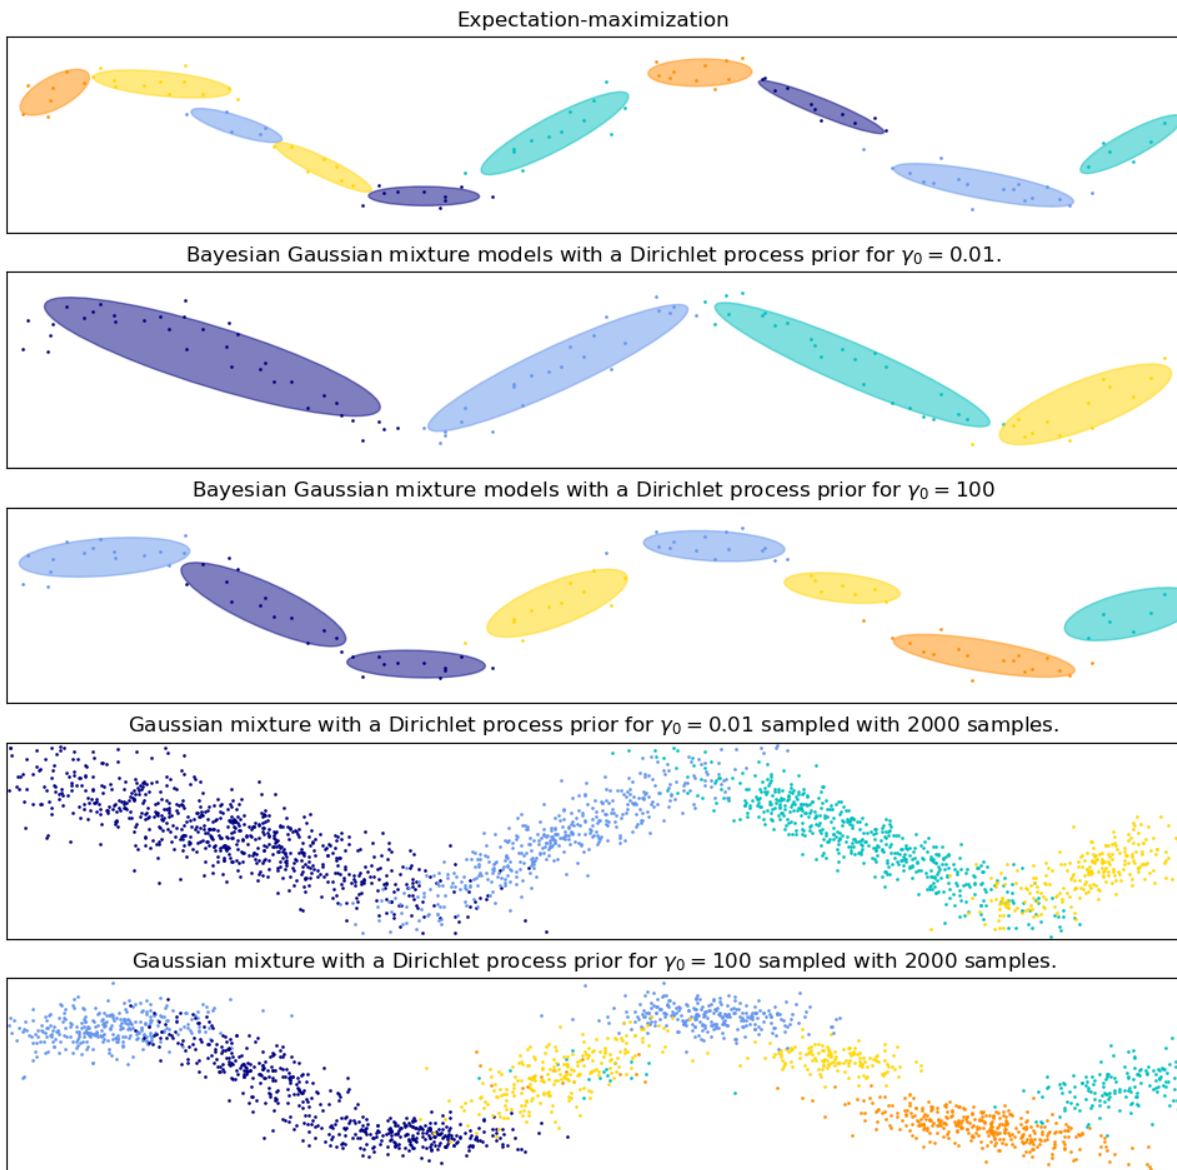 Expectation-maximization
Bayesian Gaussian mixture models with a Dirichlet process prior for γ₀ = 0.01.
Bayesian Gaussian mixture models with a Dirichlet process prior for γ₀ = 100
Gaussian mixture with a Dirichlet process prior for γ₀ = 0.01 sampled with 2000 samples.
Gaussian mixture with a Dirichlet process prior for γ₀ = 100 sampled with 2000 samples.